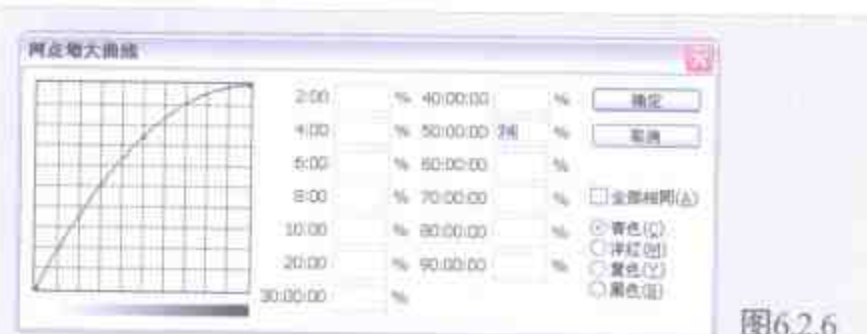 网点增大曲线
2:00 % 40:00:00 % 确定
4:00 % 50:00:00 74 % 取消
6:00 % 60:00:00 %
8:00 % 70:00:00 % 全部相同(A)
10:00 % 80:00:00 % 青色(C)
洋红(M)
20:00 % 90:00:00 % 黄色(Y)
黑色(B)
30:00:00 %
图6.2.6